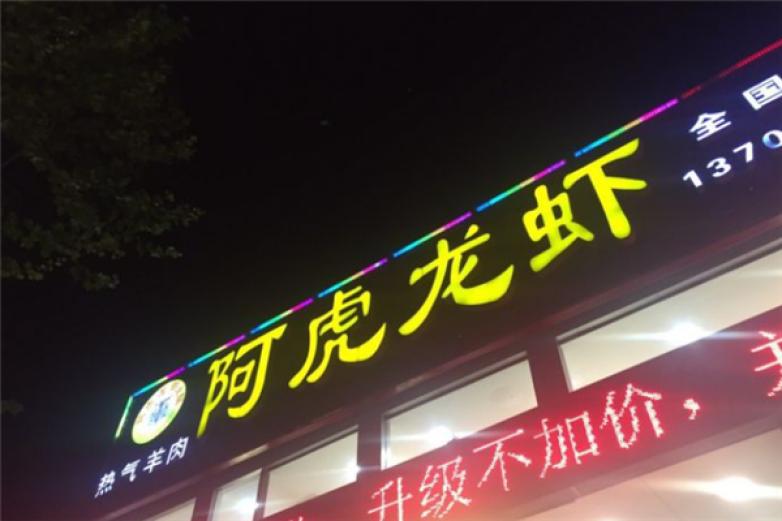 阿虎龙虾
全国
1370
热气羊肉
升级不加价，